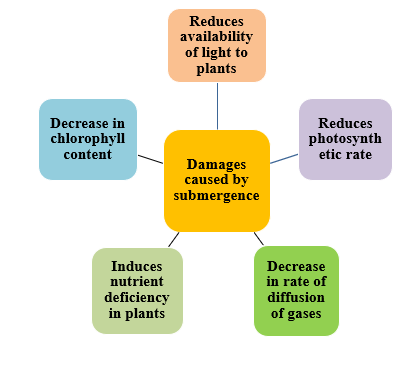 Reduces
availability
of light to
plants
Decrease in
chlorophyll
content
Reduces
photosynth
etic rate
Damages
caused by
submergence
Induces
nutrient
deficiency
in plants
Decrease
in rate of
diffusion
of gases